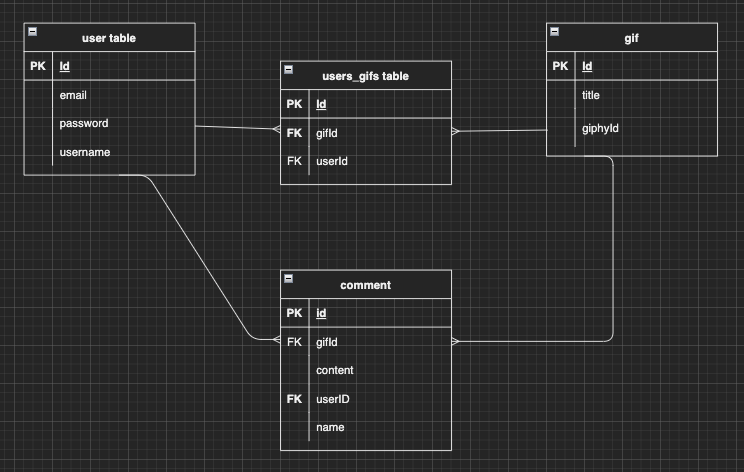 user table
PK Id
email
password
username
users_gifs table
PK Id
FK gifId
FK userId
gif
PK Id
title
giphyId
comment
PK id
FK gifId
content
FK userID
name